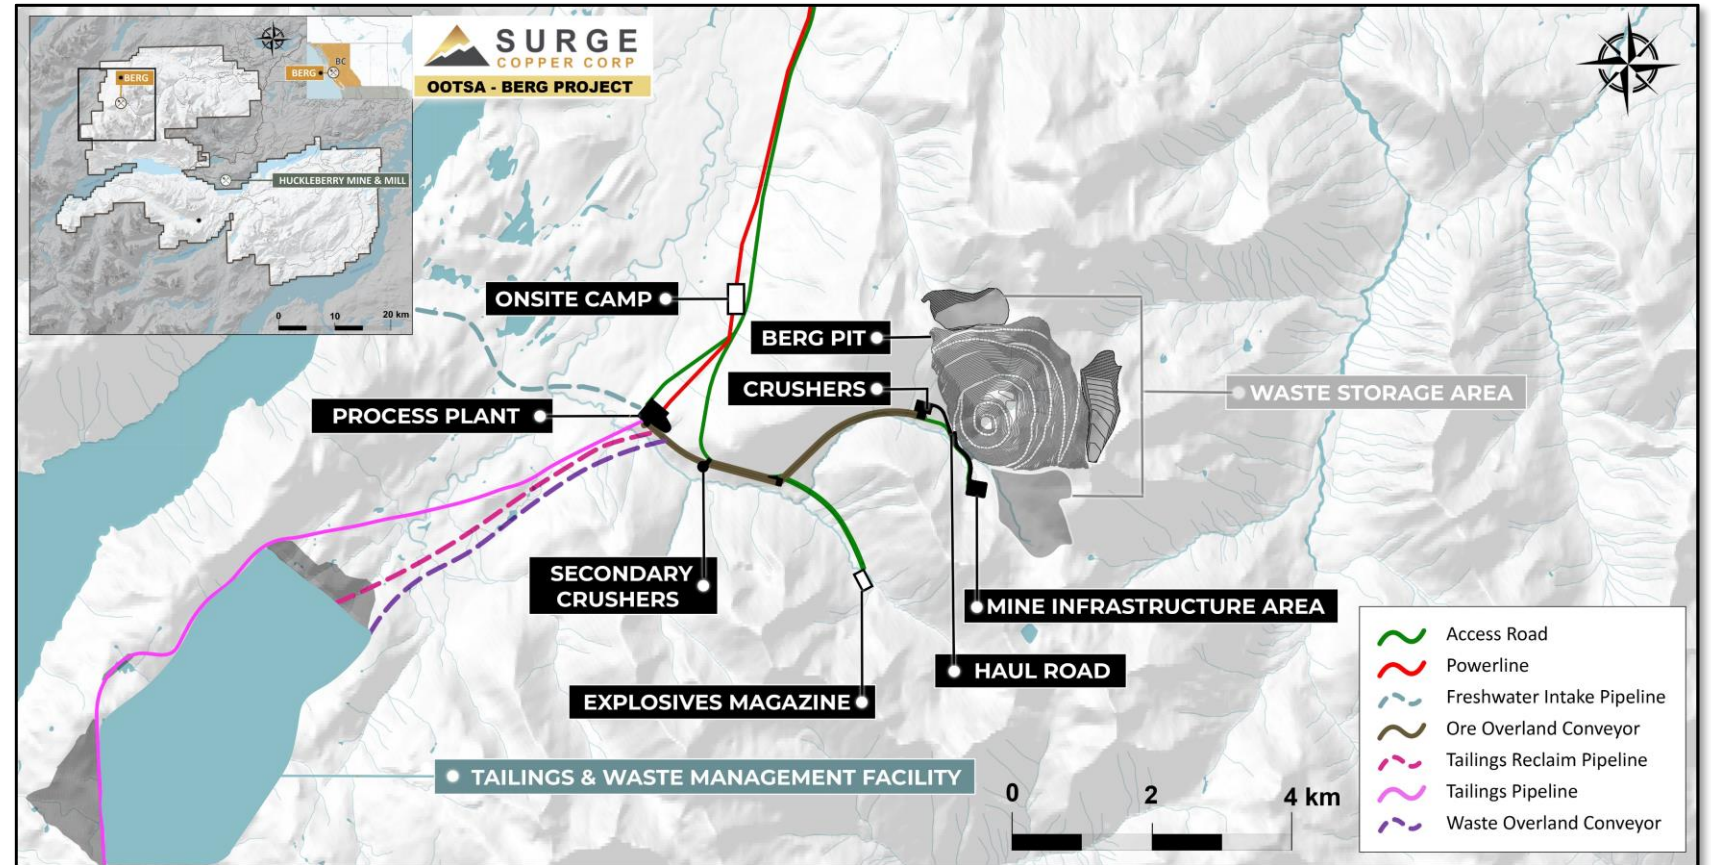 BERG
BC
BERG
HUCKLEBERRY MINE & MILL
0 10 20 km
SURGE
COPPER CORP
OOTSA - BERG PROJECT
ONSITE CAMP
BERG PIT
CRUSHERS
WASTE STORAGE AREA
PROCESS PLANT
SECONDARY
CRUSHERS
MINE INFRASTRUCTURE AREA
HAUL ROAD
EXPLOSIVES MAGAZINE
TAILINGS & WASTE MANAGEMENT FACILITY
0 2 4 km
Access Road
Powerline
Freshwater Intake Pipeline
Ore Overland Conveyor
Tailings Reclaim Pipeline
Tailings Pipeline
Waste Overland Conveyor